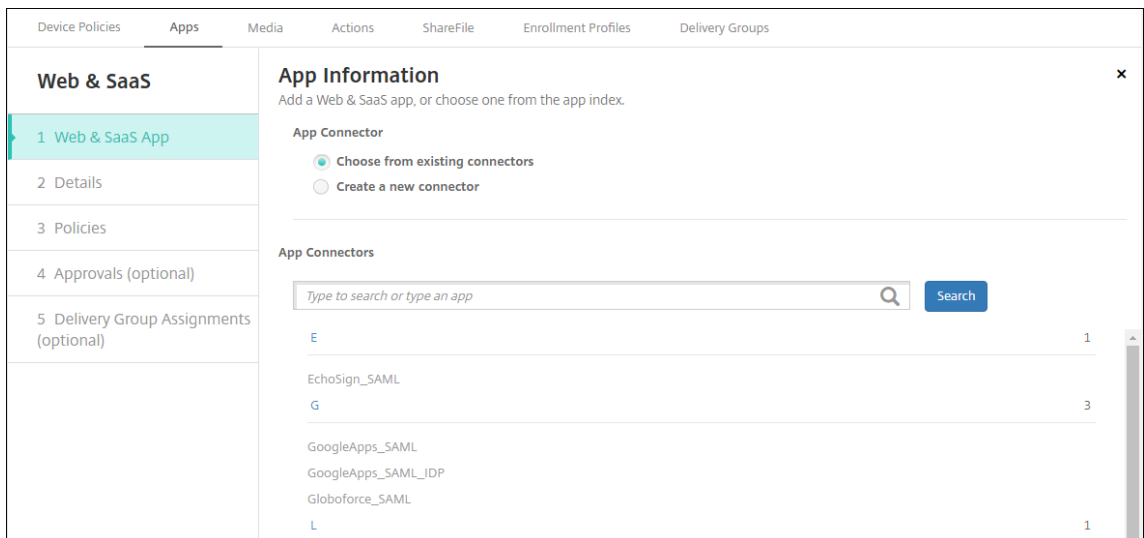 Device Policies Apps Media Actions ShareFile Enrollment Profiles Delivery Groups
Web & SaaS
1 Web & SaaS App
2 Details
3 Policies
4 Approvals (optional)
5 Delivery Group Assignments
(optional)
App Information
Add a Web & SaaS app, or choose one from the app index.
App Connector
Choose from existing connectors
Create a new connector
App Connectors
Type to search or type an app Search
E 1
EchoSign_SAML
G 3
GoogleApps_SAML
GoogleApps_SAML_IDP
Globoforce_SAML
L 1